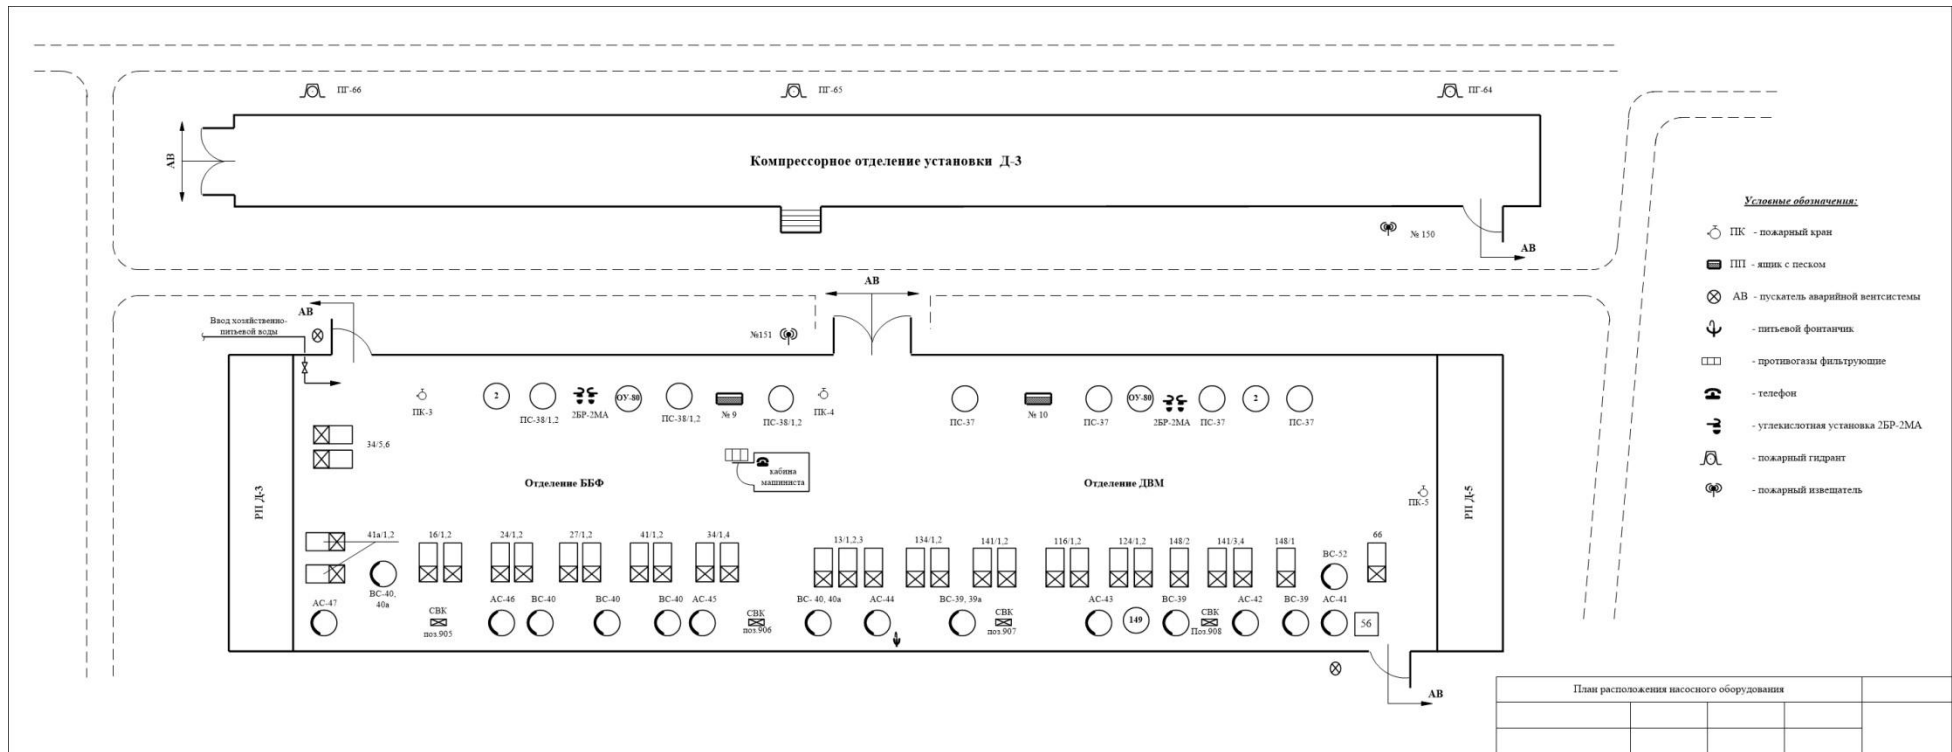 ПГ-66
ПГ-65
ПГ-64
АВ
Компрессорное отделение установки Д-3
№ 150
АВ
Условные обозначения:
ПК - пожарный кран
ПП - ящик с песком
АВ - пускатель аварийной вентсистемы
- питьевой фонтанчик
- противогазы фильтрующие
- телефон
- углекислотная установка 2БР-2МА
- пожарный гидрант
- пожарный извещатель
АВ
АВ
Ввод хозяйственно-
питьевой воды
№151
ПК-3
2
ПС-38/1,2
2БР-2МА
ОУ-80
ПС-38/1,2
№ 9
ПС-38/1,2
ПК-4
ПС-37
№ 10
ПС-37
ОУ-80
2БР-2МА
ПС-37
2
ПС-37
34/5,6
кабина
машиниста
Отделение ББФ
Отделение ДВМ
РП Д-3
ПК-5
РП Д-5
41а/1,2
16/1,2
24/1,2
27/1,2
41/1,2
34/1,4
13/1,2,3
134/1,2
141/1,2
116/1,2
124/1,2
148/2
141/3,4
148/1
66
ВС-52
ВС-40,
40а
АС-47
СВК
поз.905
АС-46
ВС-40
ВС-40
ВС-40
АС-45
СВК
поз.906
ВС- 40, 40а
АС-44
ВС-39, 39а
СВК
поз.907
АС-43
149
ВС-39
СВК
Поз.908
АС-42
ВС-39
АС-41
56
АВ
План расположения насосного оборудования